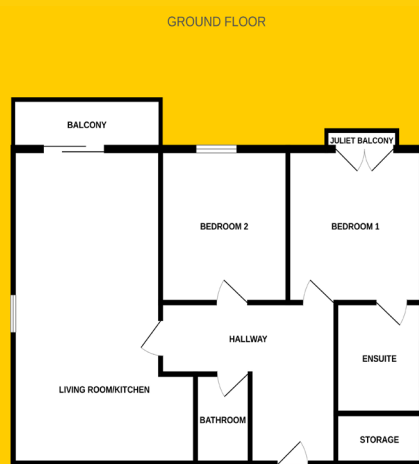 GROUND FLOOR
BALCONY
JULIET BALCONY
BEDROOM 2
BEDROOM 1
HALLWAY
ENSUITE
LIVING ROOM/KITCHEN
BATHROOM
STORAGE